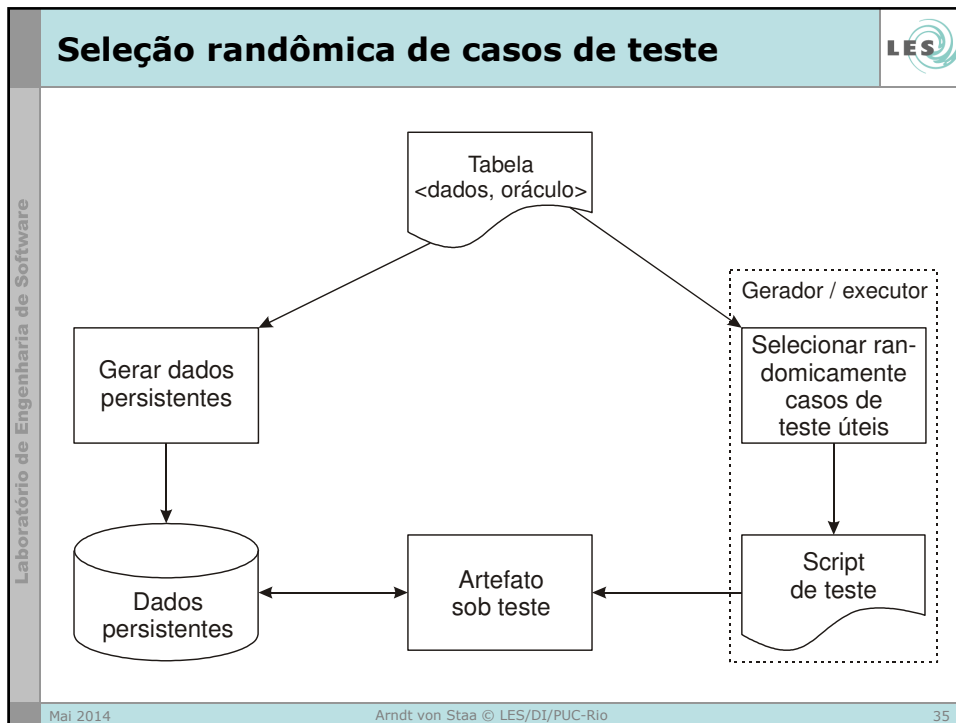 Seleção randômica de casos de teste
LES
Laboratório de Engenharia de Software
Tabela
<dados, oráculo>
Gerador / executor
Gerar dados
persistentes
Selecionar ran-
domicamente
casos de
teste úteis
Dados
persistentes
Artefato
sob teste
Script
de teste
Mai 2014
Arndt von Staa © LES/DI/PUC-Rio
35